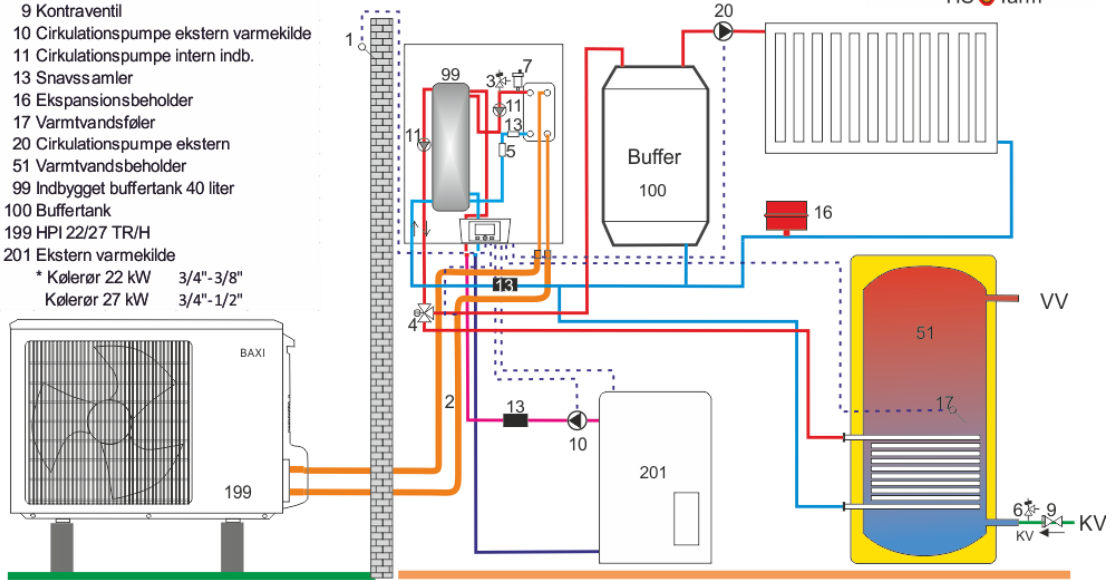 9 Kontraventil
10 Cirkulationspumpe ekstern varmekilde
11 Cirkulationspumpe intern indb.
13 Snavssamler
16 Ekspansionsbeholder
17 Varmtvandsføler
20 Cirkulationspumpe ekstern
51 Varmtvandsbeholder
99 Indbygget buffertank 40 liter
100 Buffertank
199 HPI 22/27 TR/H
201 Ekstern varmekilde
* Kølerør 22 kW 3/4"-3/8"
Kølerør 27 kW 3/4"-1/2"
20
1
99
3
7
11
11
13
5
Buffer
100
16
13
4
VV
51
BAXI
2
17
13
10
199
201
6
9
KV
KV